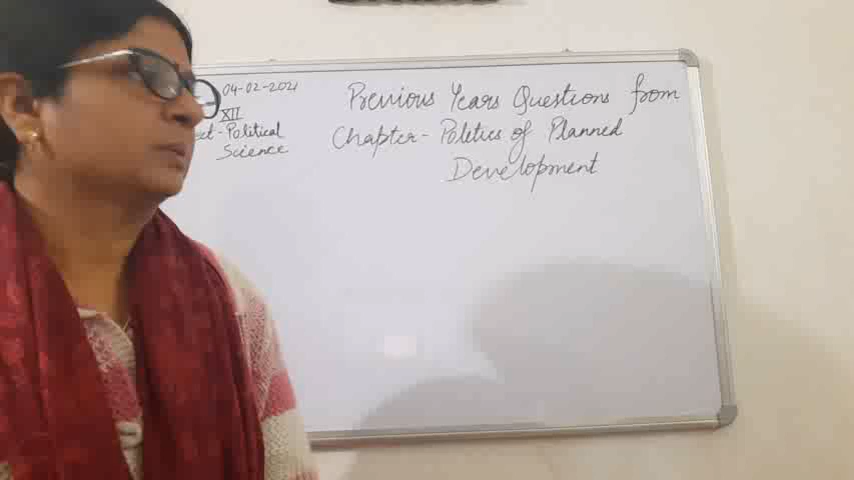 04-02-2021
XII
Political
Science
Previous Years Questions from
Chapter- Politics of Planned
Development